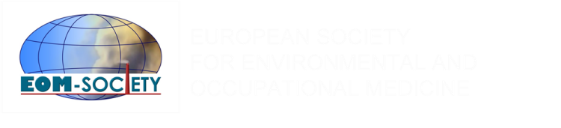 EOM-SOCIETY
EUROPEAN SOCIETY
FOR ENVIRONMENTAL AND
OCCUPATIONAL MEDICINE